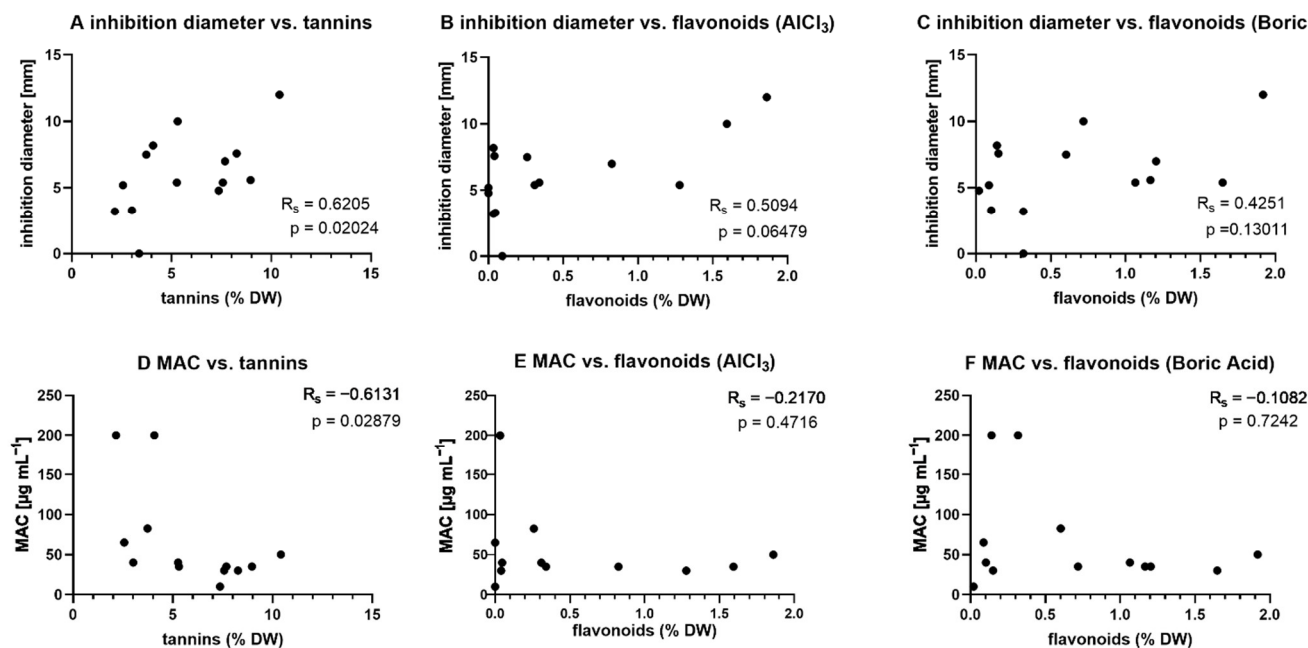 A inhibition diameter vs. tannins
inhibition diameter [mm]
15
10
5
0
0 5 10 15
tannins (% DW)
Rₛ = 0.6205
p = 0.02024
B inhibition diameter vs. flavonoids (AlCl₃)
inhibition diameter [mm]
15
10
5
0
0.0 0.5 1.0 1.5 2.0
flavonoids (% DW)
Rₛ = 0.5094
p = 0.06479
C inhibition diameter vs. flavonoids (Boric
inhibition diameter [mm]
15
10
5
0
0.0 0.5 1.0 1.5 2.0
flavonoids (% DW)
Rₛ = 0.4251
p =0.13011
D MAC vs. tannins
MAC [µg mL⁻¹]
250
200
150
100
50
0
0 5 10 15
tannins (% DW)
Rₛ = −0.6131
p = 0.02879
E MAC vs. flavonoids (AlCl₃)
MAC [µg mL⁻¹]
250
200
150
100
50
0
0.0 0.5 1.0 1.5 2.0
flavonoids (% DW)
Rₛ = −0.2170
p = 0.4716
F MAC vs. flavonoids (Boric Acid)
MAC [µg mL⁻¹]
250
200
150
100
50
0
0.0 0.5 1.0 1.5 2.0
flavonoids (% DW)
Rₛ = −0.1082
p = 0.7242